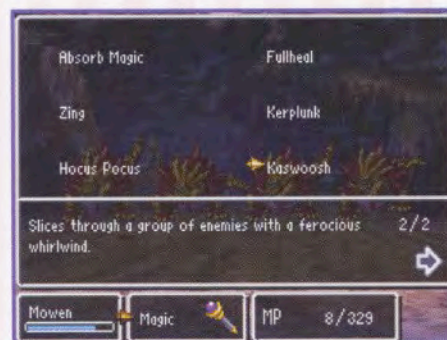 Absorb Magic Fullheal
Zing Kerplunk
Hocus Pocus Kaswoosh
Slices through a group of enemies with a ferocious 2/2
whirlwind.
Mowen Magic MP 8/329